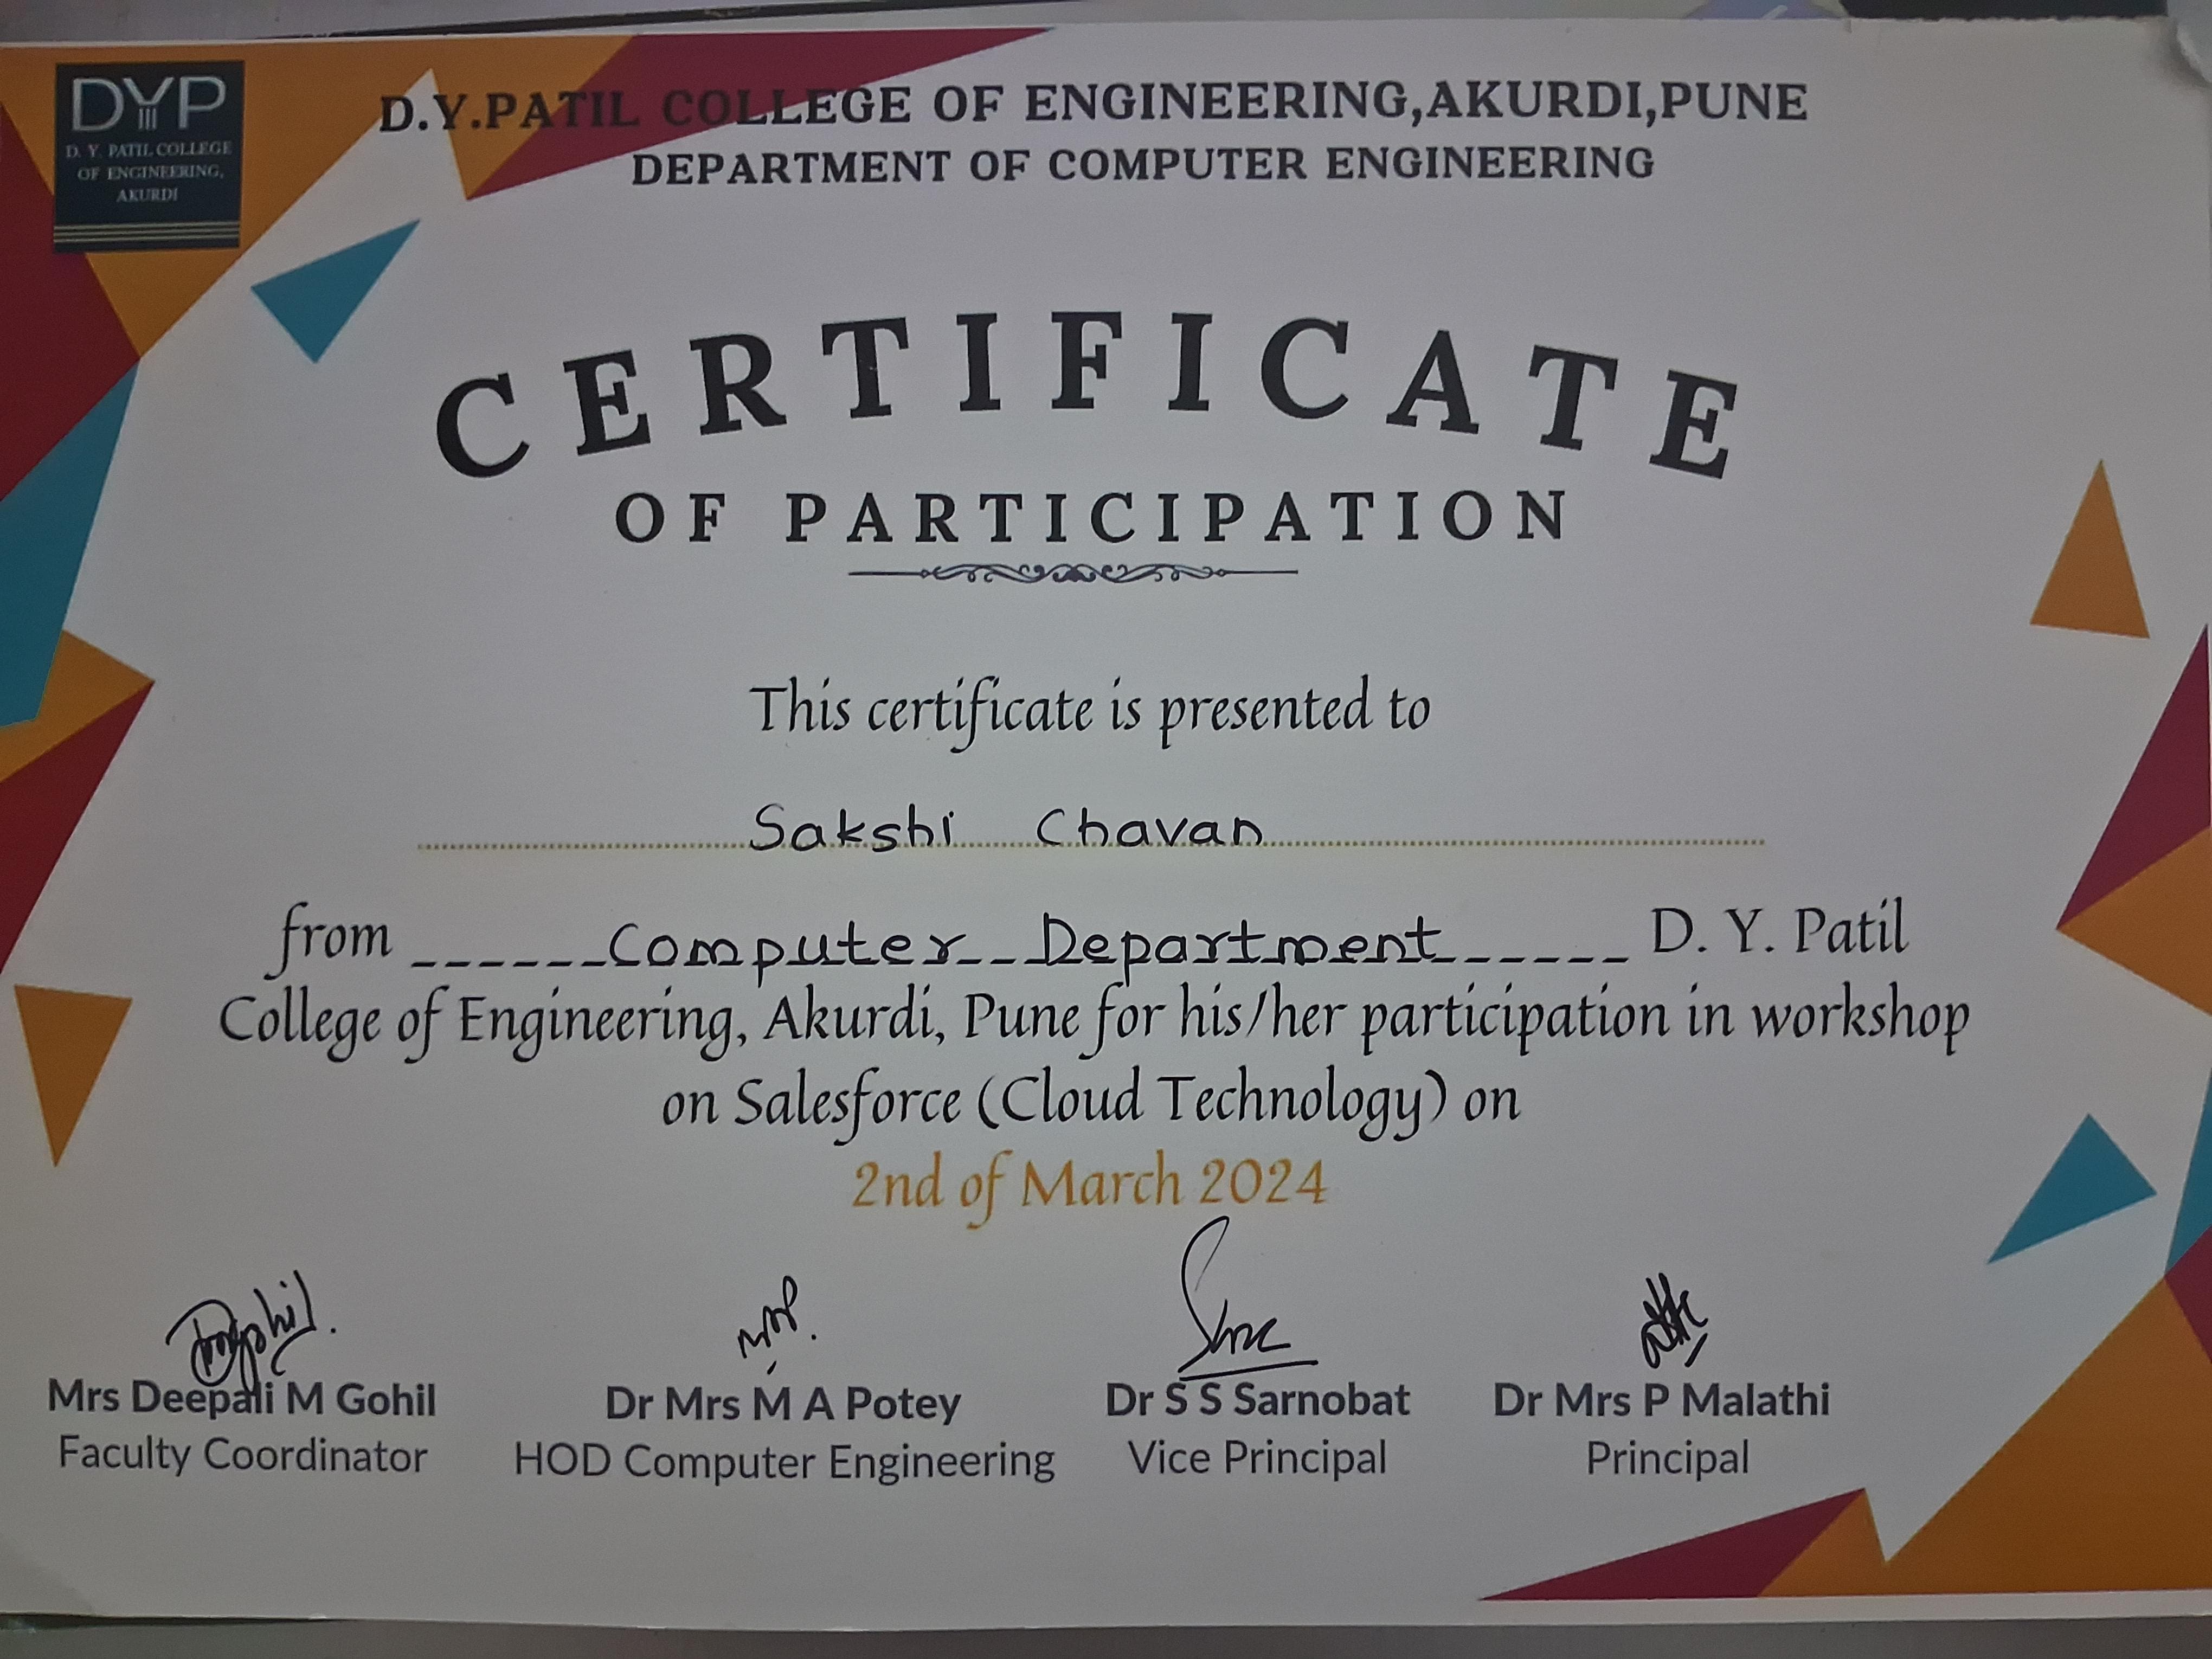 DYP
D. Y. PATIL COLLEGE
OF ENGINEERING,
AKURDI
D.Y.PATIL COLLEGE OF ENGINEERING,AKURDI,PUNE
DEPARTMENT OF COMPUTER ENGINEERING
CERTIFICATE
OF PARTICIPATION
This certificate is presented to
Sakshi Chavan
from ______Computer__Department______ D. Y. Patil
College of Engineering, Akurdi, Pune for his/her participation in workshop
on Salesforce (Cloud Technology) on
2nd of March 2024
Mrs Deepali M Gohil Dr Mrs M A Potey Dr S S Sarnobat Dr Mrs P Malathi
Faculty Coordinator HOD Computer Engineering Vice Principal Principal